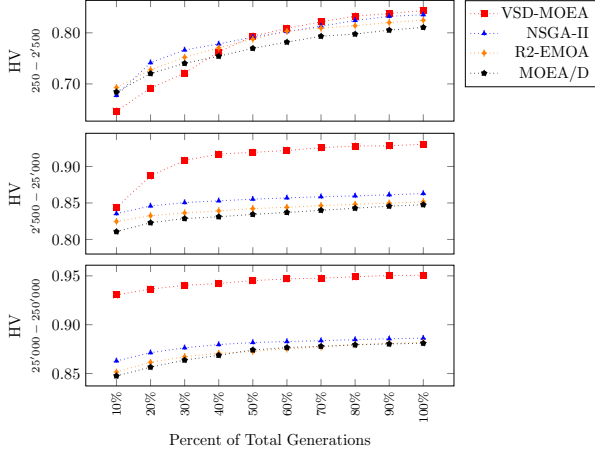 VSD-MOEA
NSGA-II
R2-EMOA
MOEA/D
HV
250 − 2'500
0.80
0.70
HV
2'500 − 25'000
0.90
0.85
0.80
HV
25'000 − 250'000
0.95
0.90
0.85
10% 20% 30% 40% 50% 60% 70% 80% 90% 100%
Percent of Total Generations